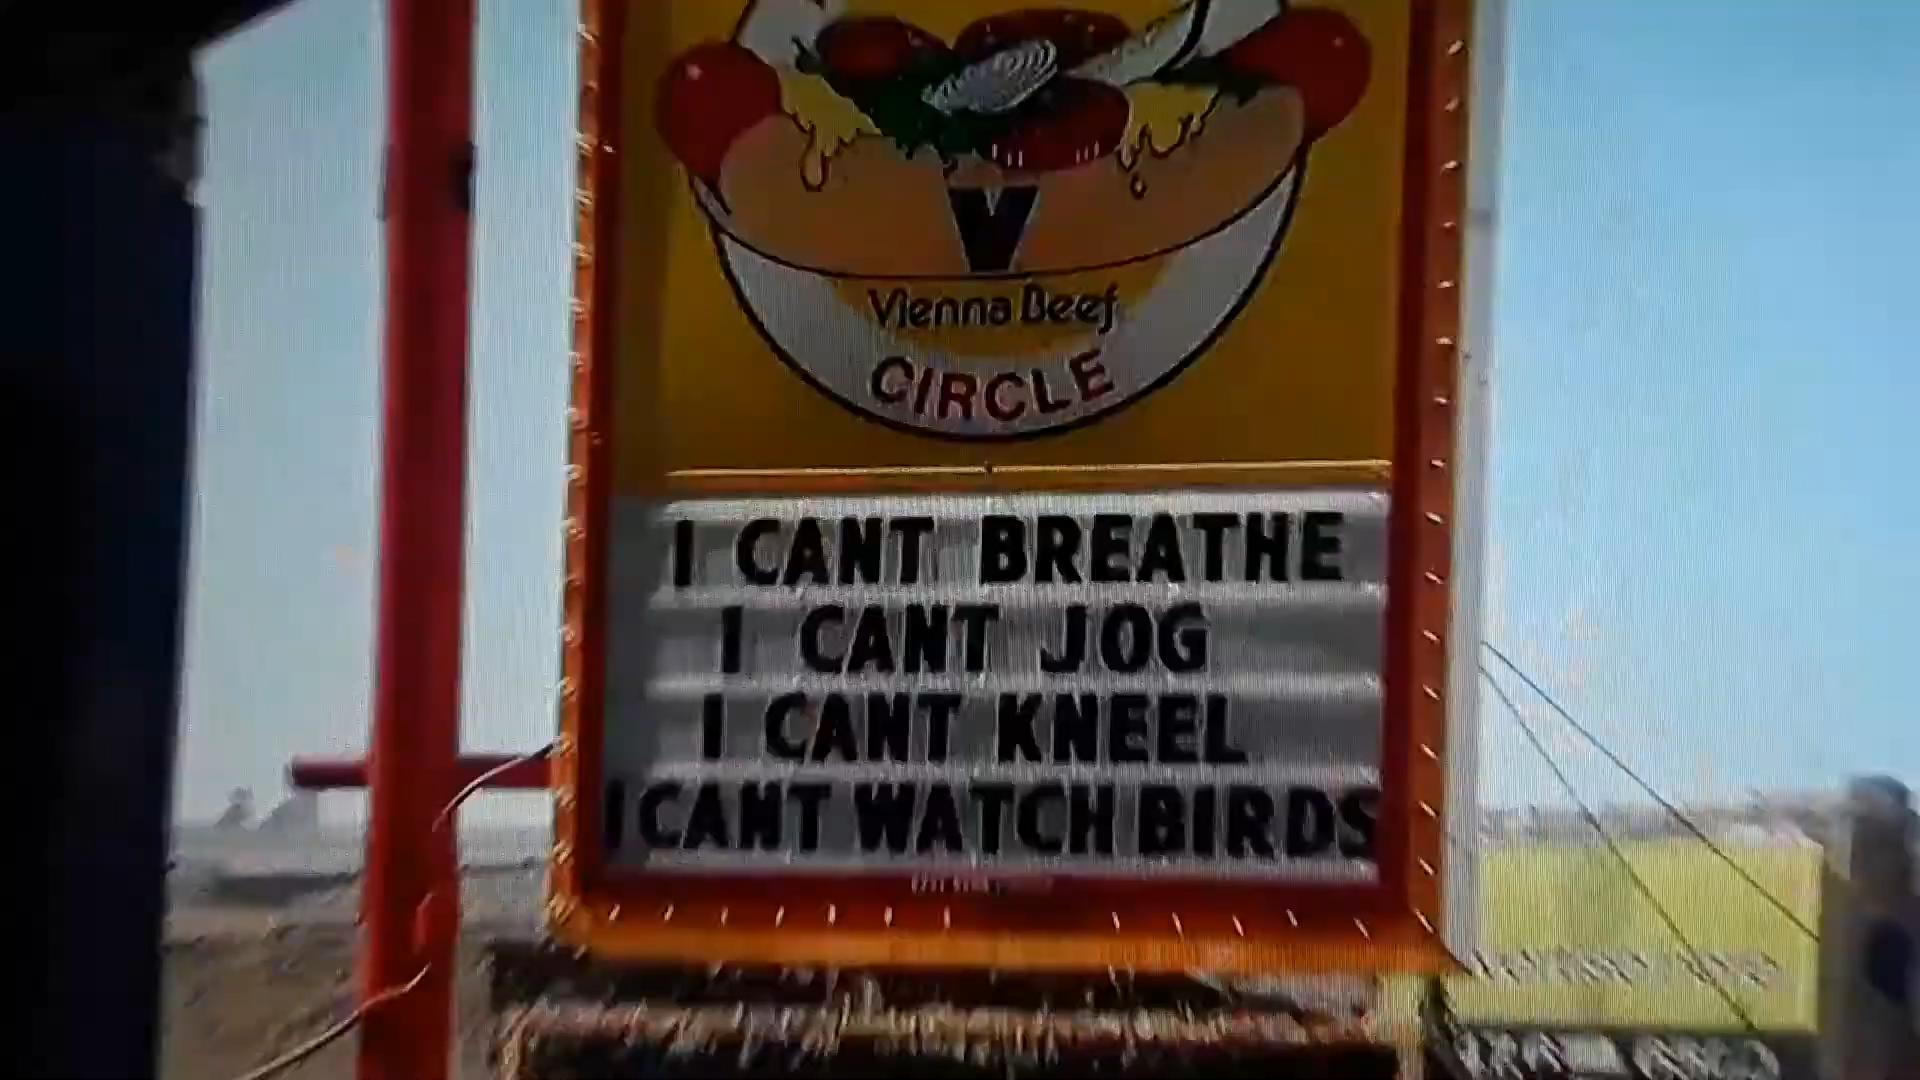 V
Vienna Beef
CIRCLE
I CANT BREATHE
I CANT JOG
I CANT KNEEL
I CANT WATCH BIRDS